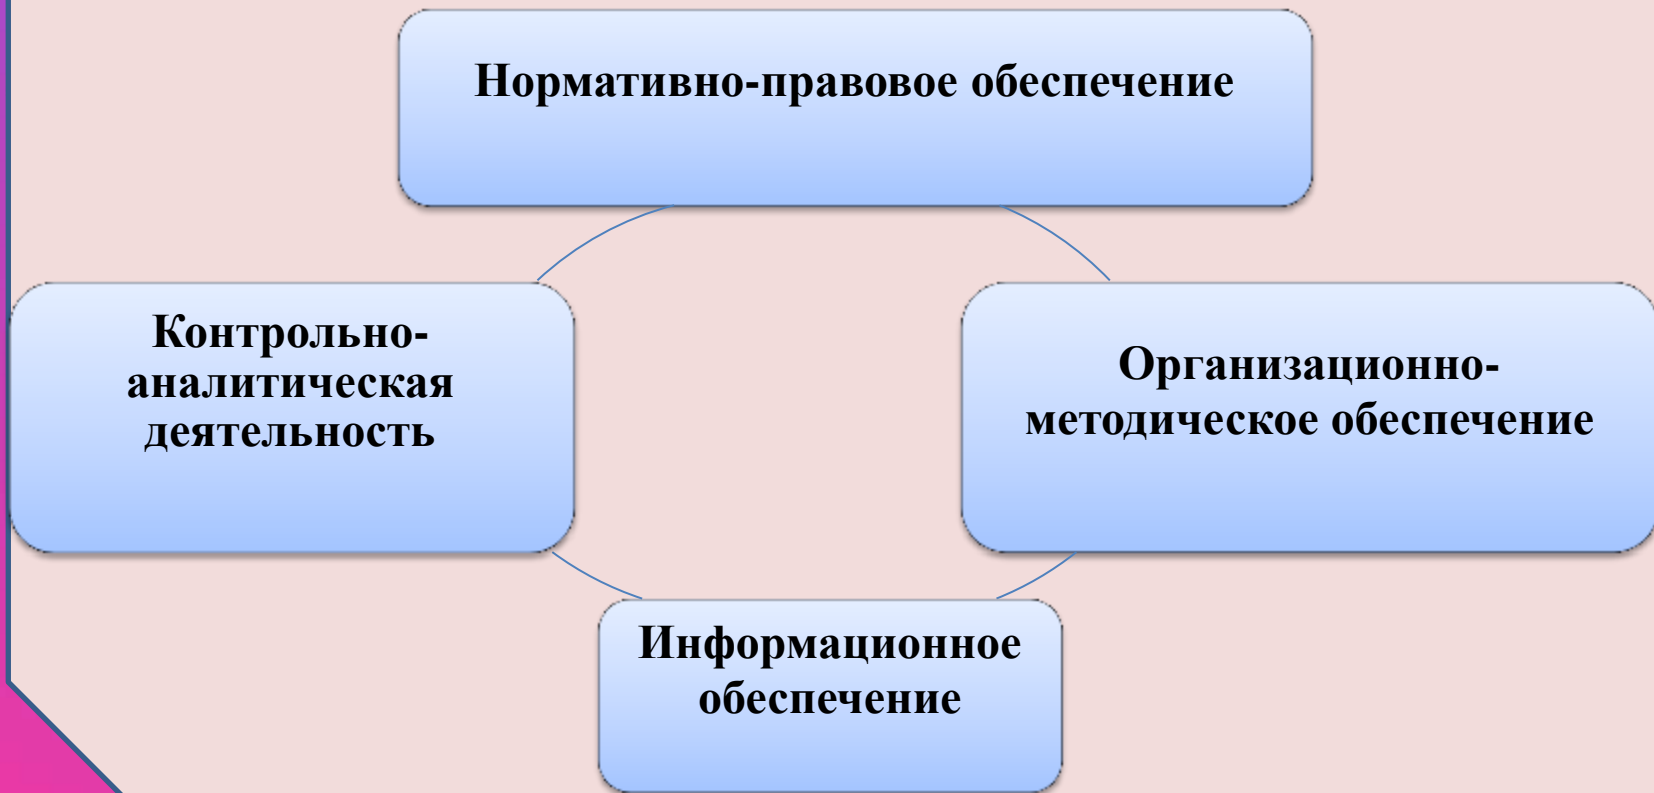 Нормативно-правовое обеспечение
Контрольно-
аналитическая
деятельность
Организационно-
методическое обеспечение
Информационное
обеспечение